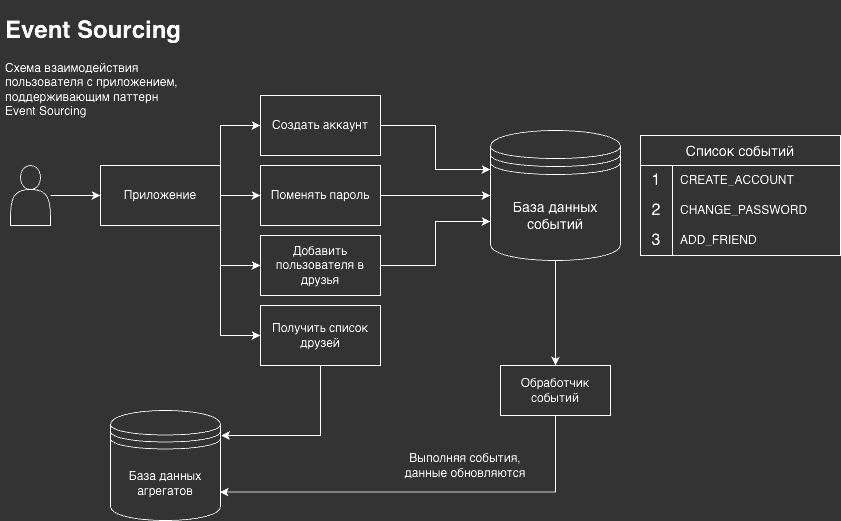 Event Sourcing
Схема взаимодействия
пользователя с приложением,
поддерживающим паттерн
Event Sourcing
Приложение
Создать аккаунт
Поменять пароль
Добавить
пользователя в
друзья
Получить список
друзей
База данных
событий
Список событий
1 CREATE_ACCOUNT
2 CHANGE_PASSWORD
3 ADD_FRIEND
Обработчик
событий
Выполняя события,
данные обновляются
База данных
агрегатов